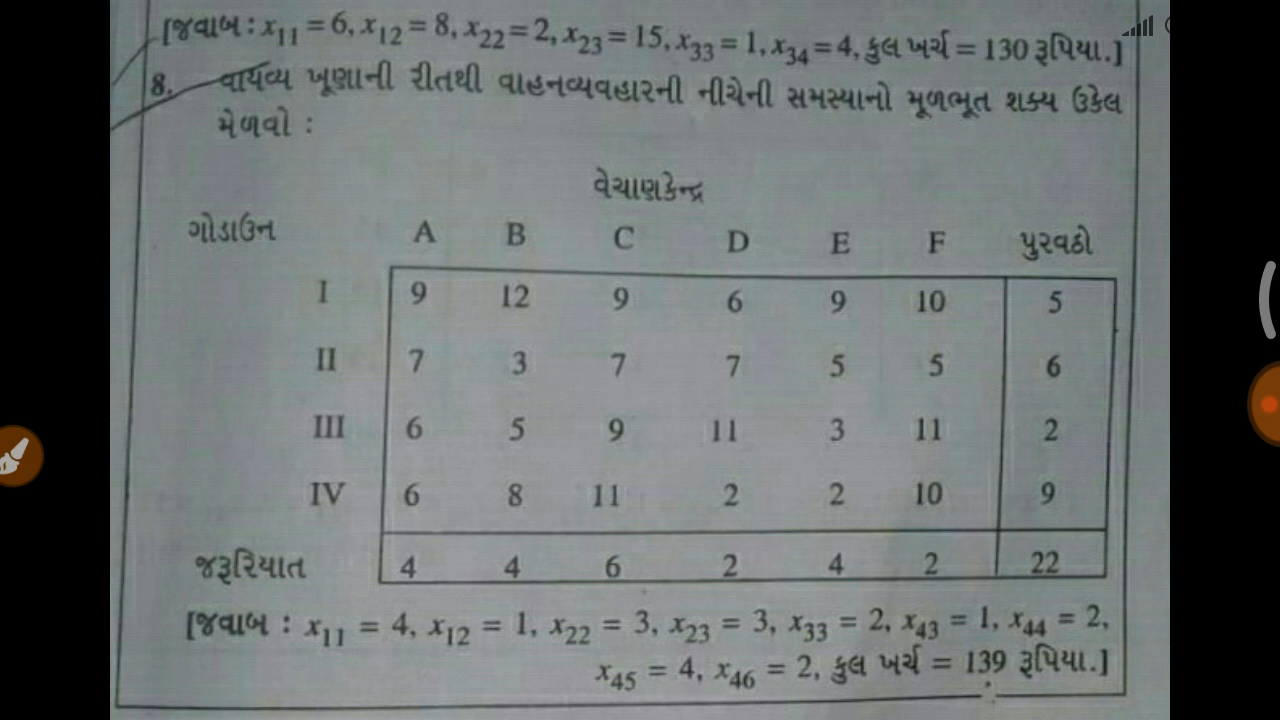 [જવાબ : x₁₁ = 6, x₁₂ = 8, x₂₂ = 2, x₂₃ = 15, x₃₃ = 1, x₃₄ = 4, કુલ ખર્ચ = 130 રૂપિયા.]
8. વાયવ્ય ખૂણાની રીતથી વાહનવ્યવહારની નીચેની સમસ્યાનો મૂળભૂત શક્ય ઉકેલ
મેળવો :
વેચાણકેન્દ્ર
ગોડાઉન A B C D E F પુરવઠો
I 9 12 9 6 9 10 5
II 7 3 7 7 5 5 6
III 6 5 9 11 3 11 2
IV 6 8 11 2 2 10 9
જરૂરિયાત 4 4 6 2 4 2 22
[જવાબ : x₁₁ = 4, x₁₂ = 1, x₂₂ = 3, x₂₃ = 3, x₃₃ = 2, x₄₃ = 1, x₄₄ = 2,
x₄₅ = 4, x₄₆ = 2, કુલ ખર્ચ = 139 રૂપિયા.]